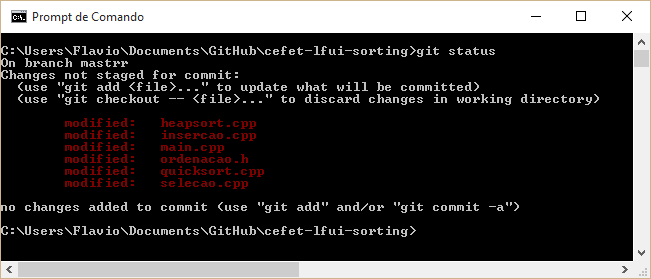 Prompt de Comando
C:\Users\Flavio\Documents\GitHub\cefet-lfui-sorting>git status
On branch mastrr
Changes not staged for commit:
(use "git add <file>..." to update what will be committed)
(use "git checkout -- <file>..." to discard changes in working directory)
modified: heapsort.cpp
modified: insercao.cpp
modified: main.cpp
modified: ordenacao.h
modified: quicksort.cpp
modified: selecao.cpp
no changes added to commit (use "git add" and/or "git commit -a")
C:\Users\Flavio\Documents\GitHub\cefet-lfui-sorting>